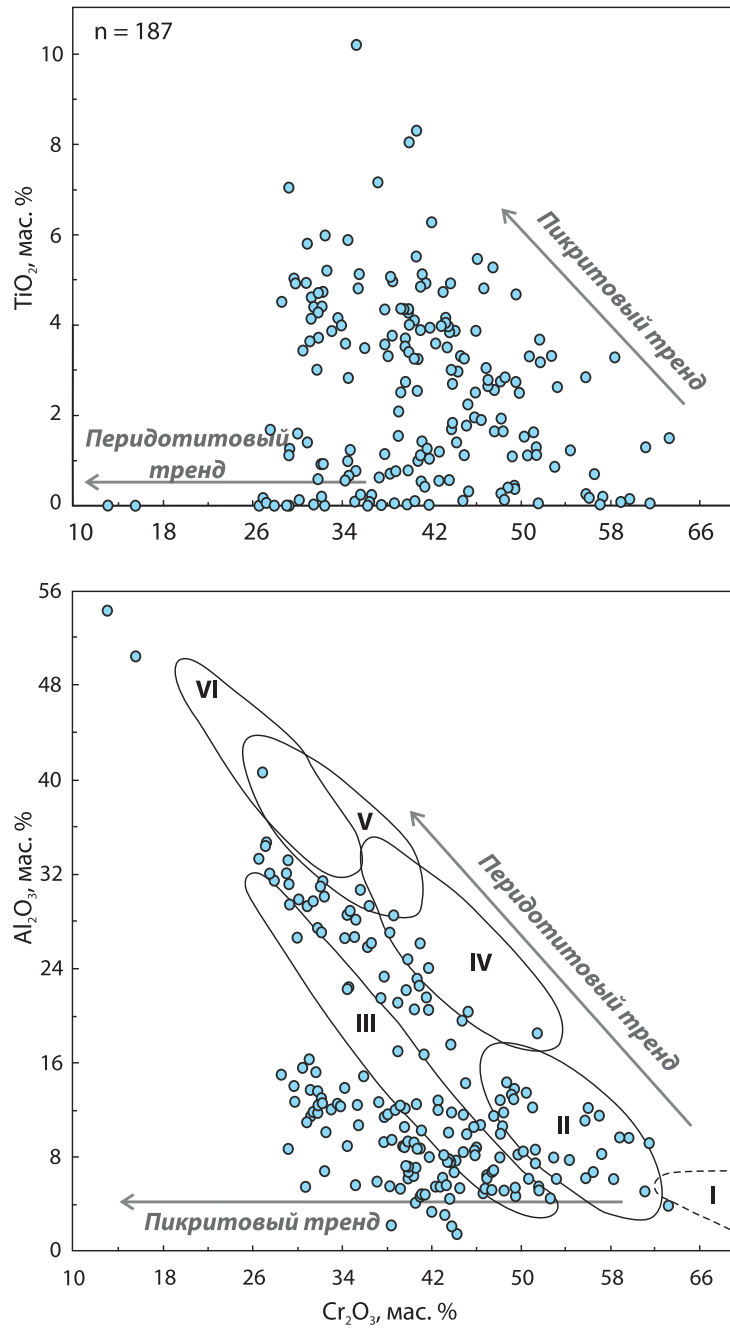 n = 187
10
8
6
4
2
0
TiO₂, мас. %
Пикритовый тренд
Перидотитовый
тренд
10
18
26
34
42
50
58
66
56
48
40
32
24
16
8
0
Al₂O₃, мас. %
VI
V
IV
III
II
I
Перидотитовый тренд
Пикритовый тренд
10
18
26
34
42
50
58
66
Cr₂O₃, мас. %